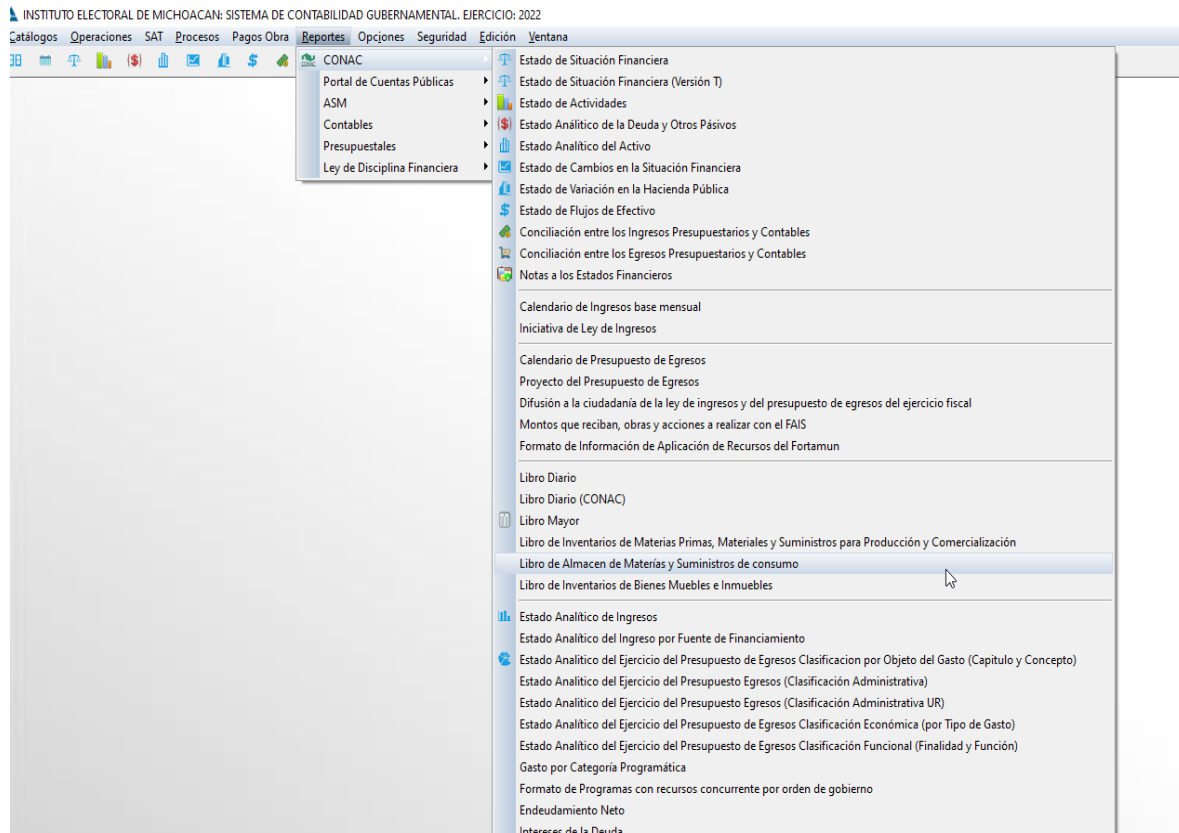 INSTITUTO ELECTORAL DE MICHOACAN: SISTEMA DE CONTABILIDAD GUBERNAMENTAL. EJERCICIO: 2022
Catálogos Operaciones SAT Procesos Pagos Obra Reportes Opciones Seguridad Edición Ventana
CONAC
Portal de Cuentas Públicas
ASM
Contables
Presupuestales
Ley de Disciplina Financiera
Estado de Situación Financiera
Estado de Situación Financiera (Versión T)
Estado de Actividades
Estado Análitico de la Deuda y Otros Pásivos
Estado Analítico del Activo
Estado de Cambios en la Situación Financiera
Estado de Variación en la Hacienda Pública
Estado de Flujos de Efectivo
Conciliación entre los Ingresos Presupuestarios y Contables
Conciliación entre los Egresos Presupuestarios y Contables
Notas a los Estados Financieros
Calendario de Ingresos base mensual
Iniciativa de Ley de Ingresos
Calendario de Presupuesto de Egresos
Proyecto del Presupuesto de Egresos
Difusión a la ciudadanía de la ley de ingresos y del presupuesto de egresos del ejercicio fiscal
Montos que reciban, obras y acciones a realizar con el FAIS
Formato de Información de Aplicación de Recursos del Fortamun
Libro Diario
Libro Diario (CONAC)
Libro Mayor
Libro de Inventarios de Materias Primas, Materiales y Suministros para Producción y Comercialización
Libro de Almacen de Materías y Suministros de consumo
Libro de Inventarios de Bienes Muebles e Inmuebles
Estado Analítico de Ingresos
Estado Analítico del Ingreso por Fuente de Financiamiento
Estado Analitico del Ejercicio del Presupuesto de Egresos Clasificacion por Objeto del Gasto (Capitulo y Concepto)
Estado Analitico del Ejercicio del Presupuesto Egresos (Clasificación Administrativa)
Estado Analitico del Ejercicio del Presupuesto Egresos (Clasificación Administrativa UR)
Estado Analítico del Ejercicio del Presupuesto de Egresos Clasificación Económica (por Tipo de Gasto)
Estado Analítico del Ejercicio del Presupuesto de Egresos Clasificación Funcional (Finalidad y Función)
Gasto por Categoría Programática
Formato de Programas con recursos concurrente por orden de gobierno
Endeudamiento Neto
Intereses de la Deuda